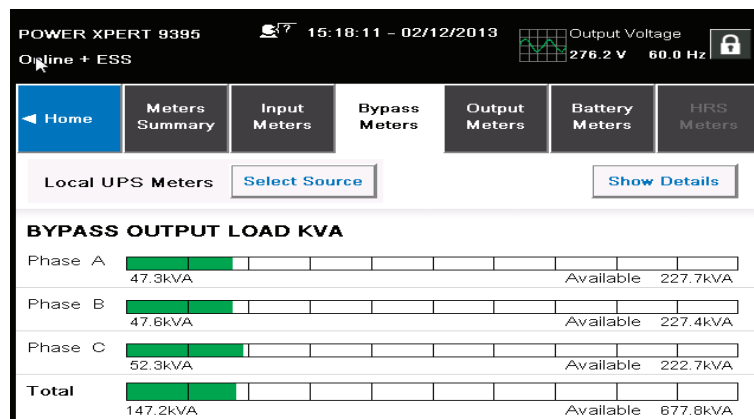 POWER XPERT 9395
15:18:11 - 02/12/2013
Output Voltage
Online + ESS
276.2 V 60.0 Hz
◄ Home
Meters Summary
Input Meters
Bypass Meters
Output Meters
Battery Meters
HRS Meters
Local UPS Meters
Select Source
Show Details
BYPASS OUTPUT LOAD KVA
Phase A
47.3kVA Available 227.7kVA
Phase B
47.6kVA Available 227.4kVA
Phase C
52.3kVA Available 222.7kVA
Total
147.2kVA Available 677.8kVA